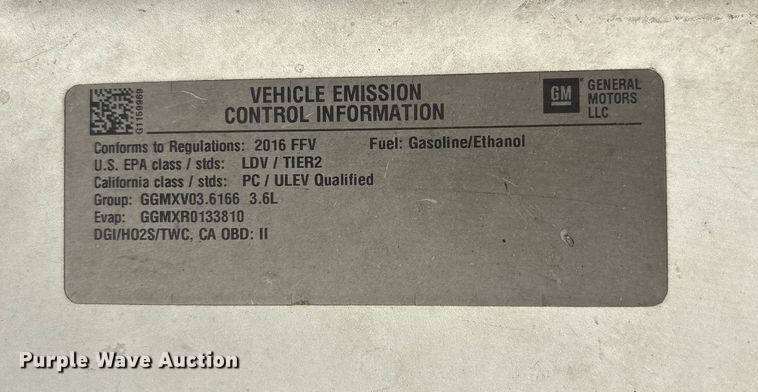 VEHICLE EMISSION
CONTROL INFORMATION
G1159969
GM
GENERAL
MOTORS
LLC
Conforms to Regulations: 2016 FFV Fuel: Gasoline/Ethanol
U.S. EPA class / stds: LDV / TIER2
California class / stds: PC / ULEV Qualified
Group: GGMXV03.6166 3.6L
Evap: GGMXR0133810
DGI/HO2S/TWC, CA OBD: II
Purple Wave Auction